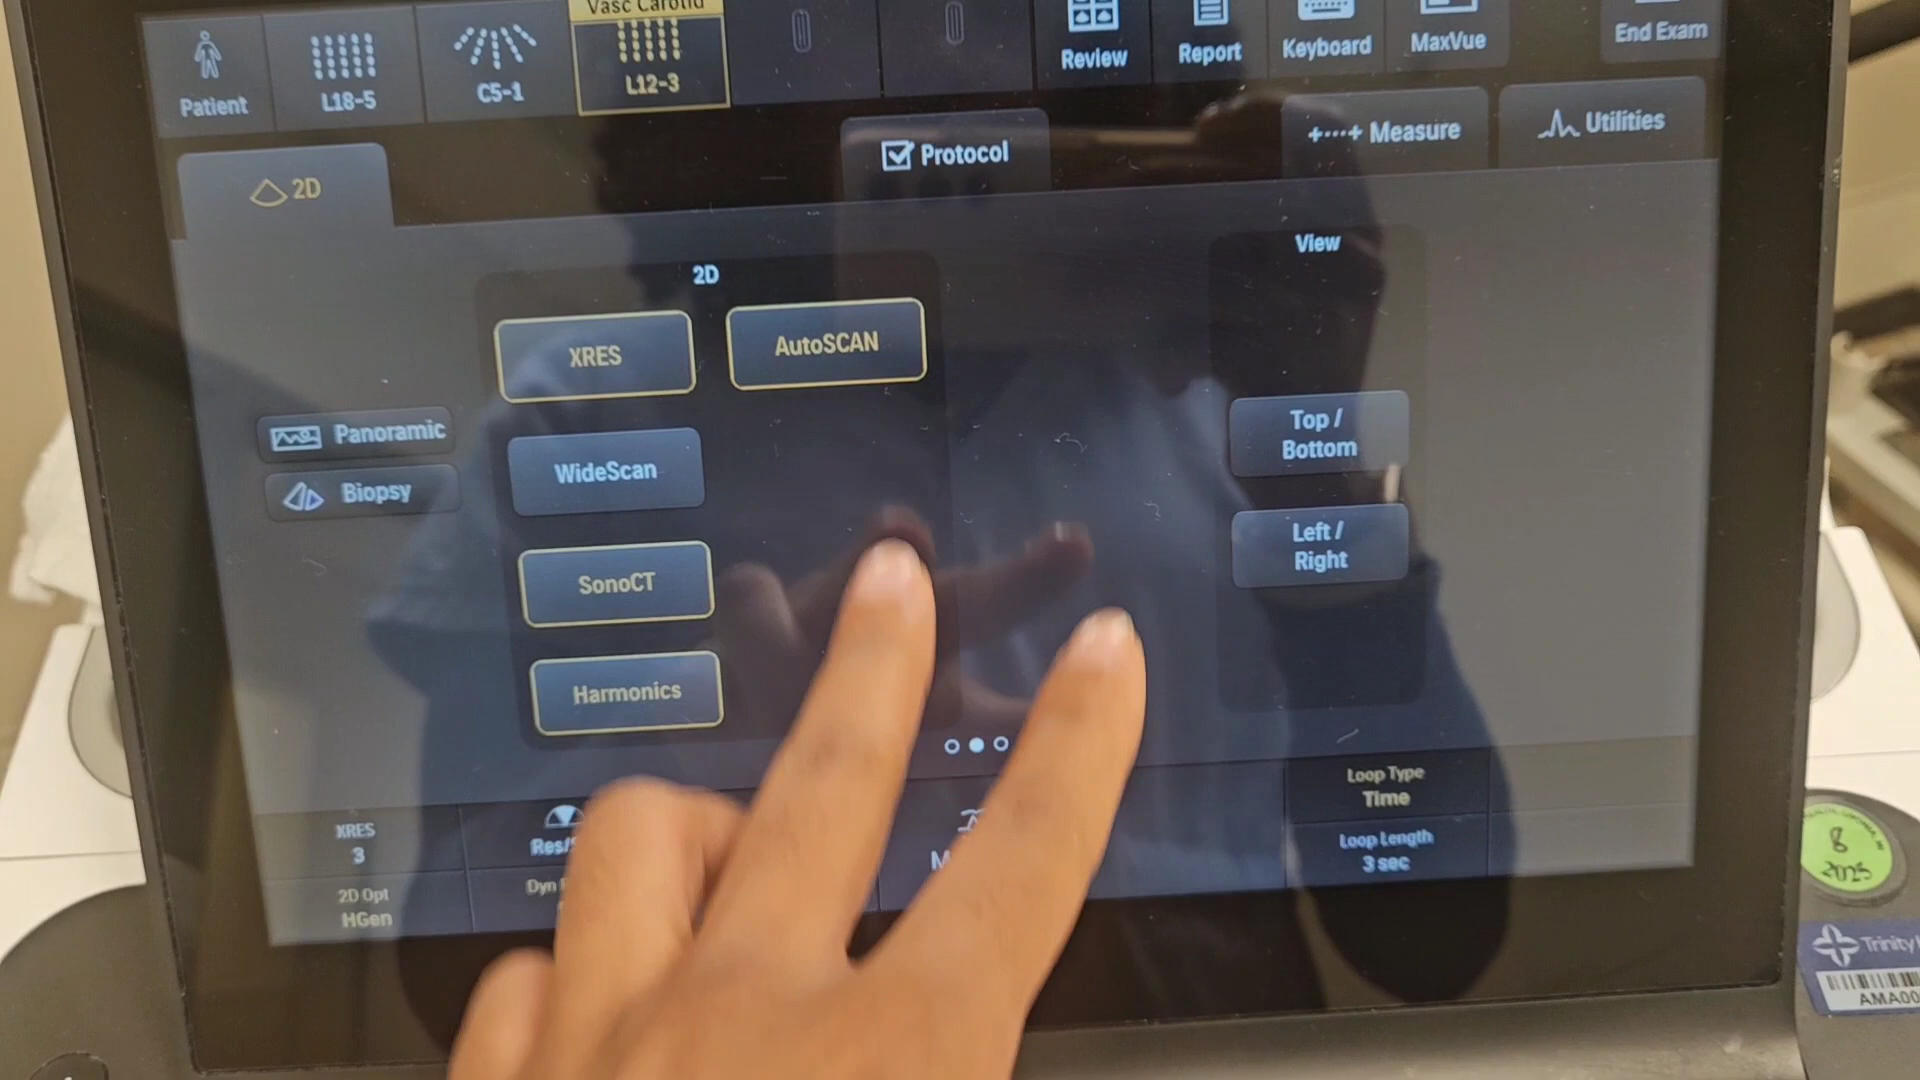 Vasc Carotid
Patient
L18-5
C5-1
L12-3
Review
Report
Keyboard
MaxVue
End Exam
2D
Protocol
Measure
Utilities
2D
View
XRES
AutoSCAN
Panoramic
WideScan
Top /
Bottom
Biopsy
SonoCT
Left /
Right
Harmonics
XRES
3
Loop Type
Time
2D Opt
HGen
Loop Length
3 sec
8
2025
Trinity